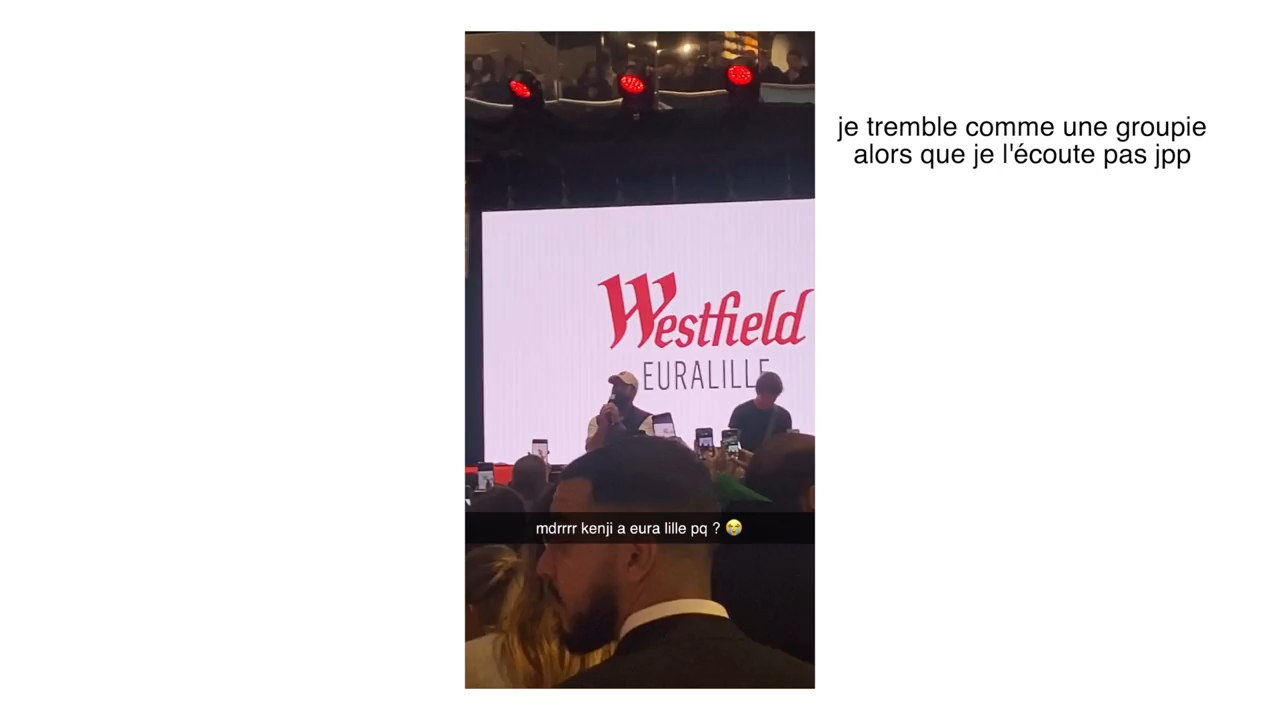 je tremble comme une groupie
alors que je l'écoute pas jpp
Westfield
EURALILLE
mdrrrr kenji a eura lille pq ? 😭